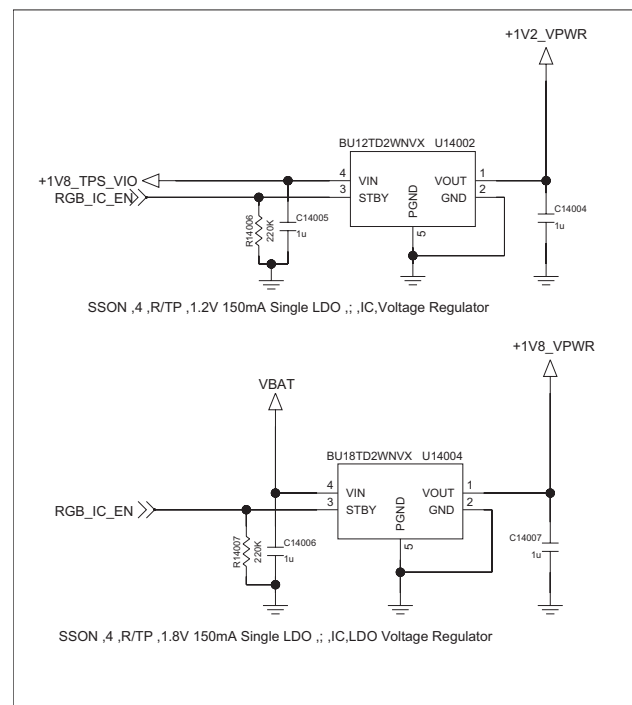 +1V2_VPWR
BU12TD2WNVX U14002
+1V8_TPS_VIO
4 VIN VOUT 1
RGB_IC_EN
3 STBY GND 2
PGND
5
R14006
220K
C14005
1u
C14004
1u
SSON ,4 ,R/TP ,1.2V 150mA Single LDO ,; ,IC,Voltage Regulator
+1V8_VPWR
VBAT
BU18TD2WNVX U14004
4 VIN VOUT 1
RGB_IC_EN
3 STBY GND 2
PGND
5
R14007
220K
C14006
1u
C14007
1u
SSON ,4 ,R/TP ,1.8V 150mA Single LDO ,; ,IC,LDO Voltage Regulator